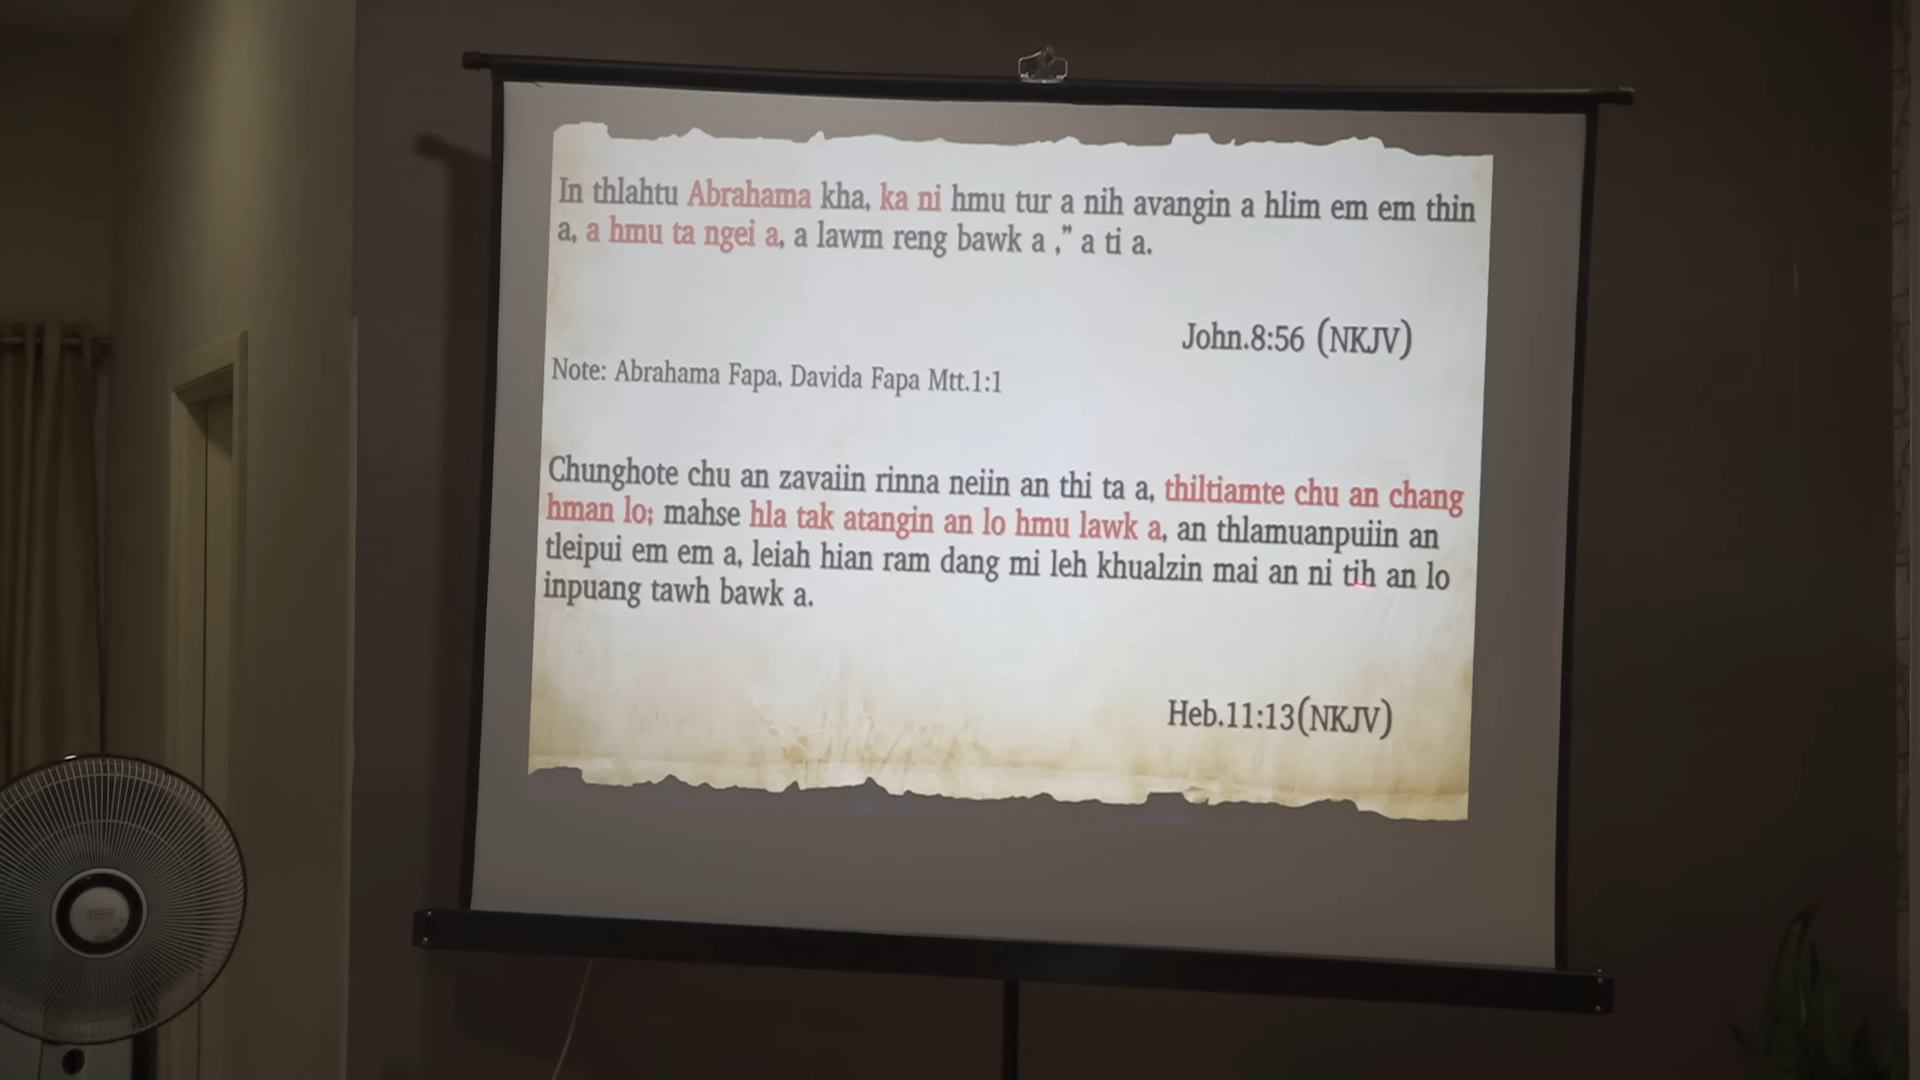 In thlahtu Abrahama kha, ka ni hmu tur a nih avangin a hlim em em thin
a, a hmu ta ngei a, a lawm reng bawk a ,” a ti a.
John.8:56 (NKJV)
Note: Abrahama Fapa, Davida Fapa Mtt.1:1
Chunghote chu an zavaiin rinna neiin an thi ta a, thiltiamte chu an chang
hman lo; mahse hla tak atangin an lo hmu lawk a, an thlamuanpuiin an
tleipui em em a, leiah hian ram dang mi leh khualzin mai an ni tih an lo
inpuang tawh bawk a.
Heb.11:13(NKJV)